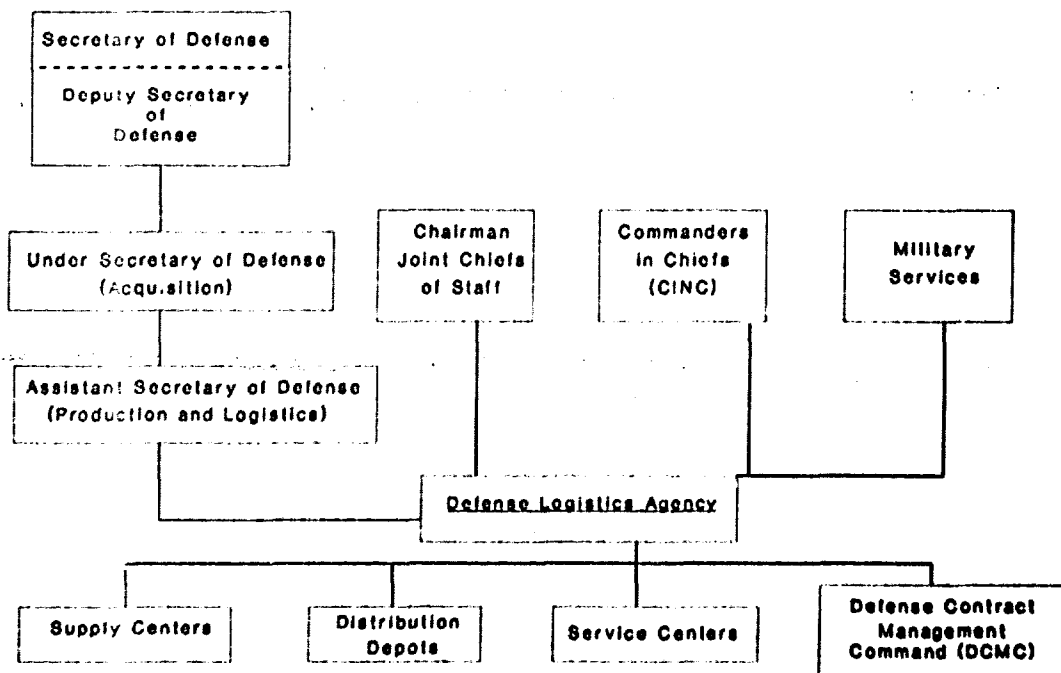 Secretary of Defense
Deputy Secretary
of
Defense
Under Secretary of Defense
(Acquisition)
Chairman
Joint Chiefs
of Staff
Commanders
in Chiefs
(CINC)
Military
Services
Assistant Secretary of Defense
(Production and Logistics)
Defense Logistics Agency
Supply Centers
Distribution
Depots
Service Centers
Defense Contract
Management
Command (DCMC)